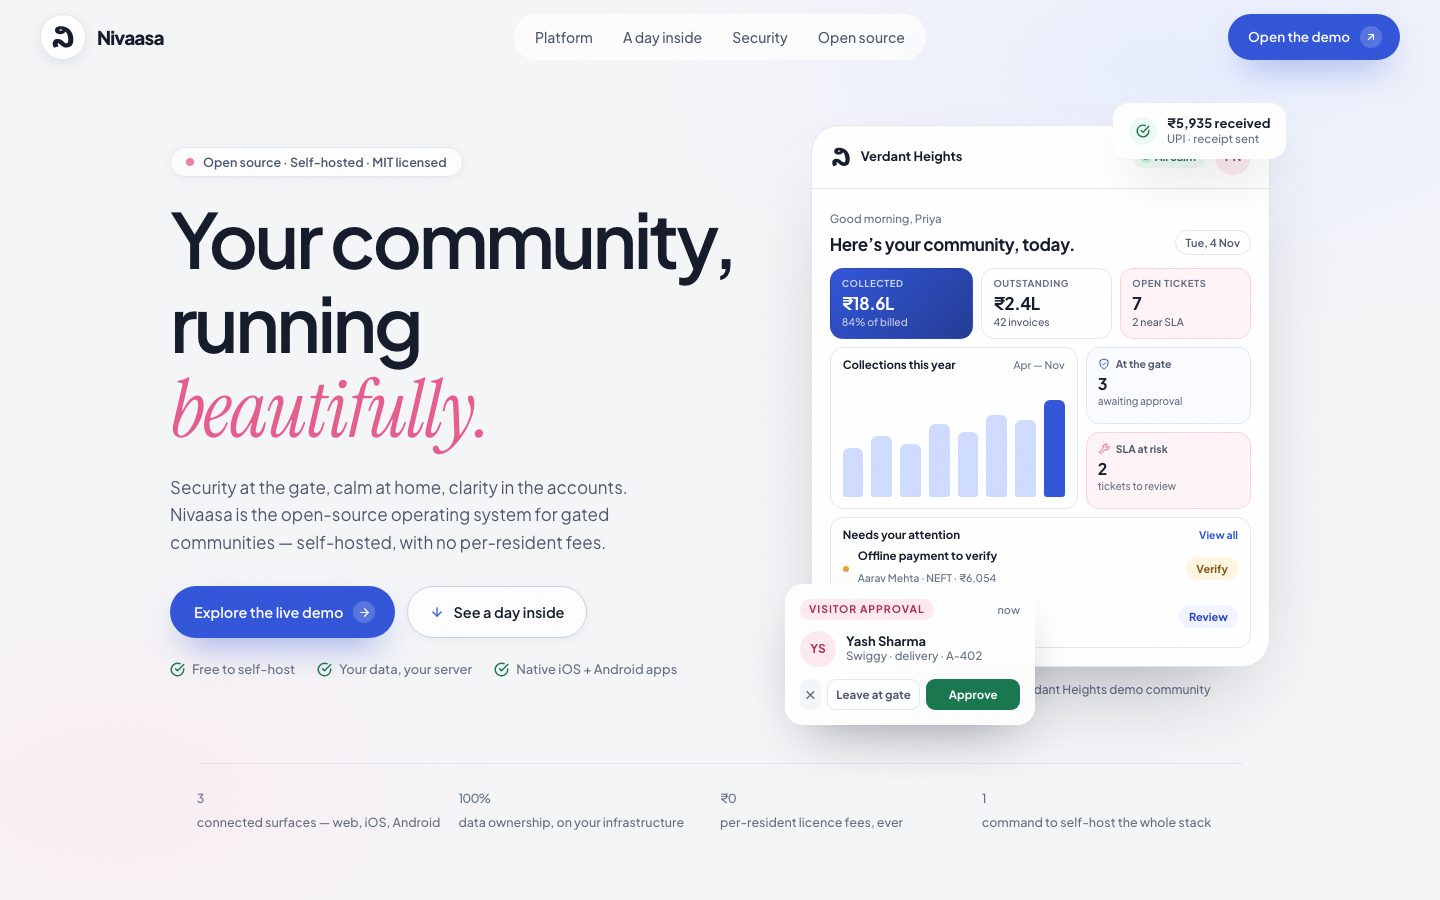 Nivaasa
Platform
A day inside
Security
Open source
Open the demo
Open source · Self-hosted · MIT licensed
Your community,
running
beautifully.
Security at the gate, calm at home, clarity in the accounts.
Nivaasa is the open-source operating system for gated
communities — self-hosted, with no per-resident fees.
Explore the live demo
See a day inside
Free to self-host
Your data, your server
Native iOS + Android apps
₹5,935 received
UPI · receipt sent
Verdant Heights
Good morning, Priya
Here’s your community, today.
Tue, 4 Nov
COLLECTED
₹18.6L
84% of billed
OUTSTANDING
₹2.4L
42 invoices
OPEN TICKETS
7
2 near SLA
Collections this year
Apr — Nov
At the gate
3
awaiting approval
SLA at risk
2
tickets to review
Needs your attention
View all
Offline payment to verify
Aarav Mehta · NEFT · ₹6,054
Verify
Review
VISITOR APPROVAL
now
YS
Yash Sharma
Swiggy · delivery · A-402
Leave at gate
Approve
Heights demo community
3
connected surfaces — web, iOS, Android
100%
data ownership, on your infrastructure
₹0
per-resident licence fees, ever
1
command to self-host the whole stack